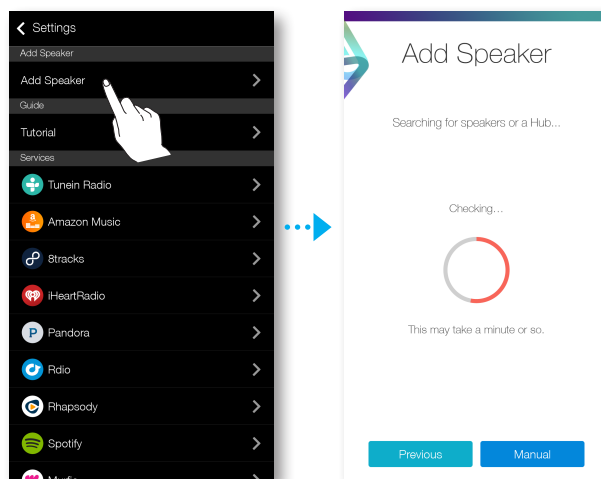 Settings
Add Speaker
Add Speaker
Guide
Tutorial
Services
Tunein Radio
Amazon Music
8tracks
iHeartRadio
P Pandora
Rdio
Rhapsody
Spotify
Add Speaker
Searching for speakers or a Hub...
Checking...
This may take a minute or so.
Previous
Manual